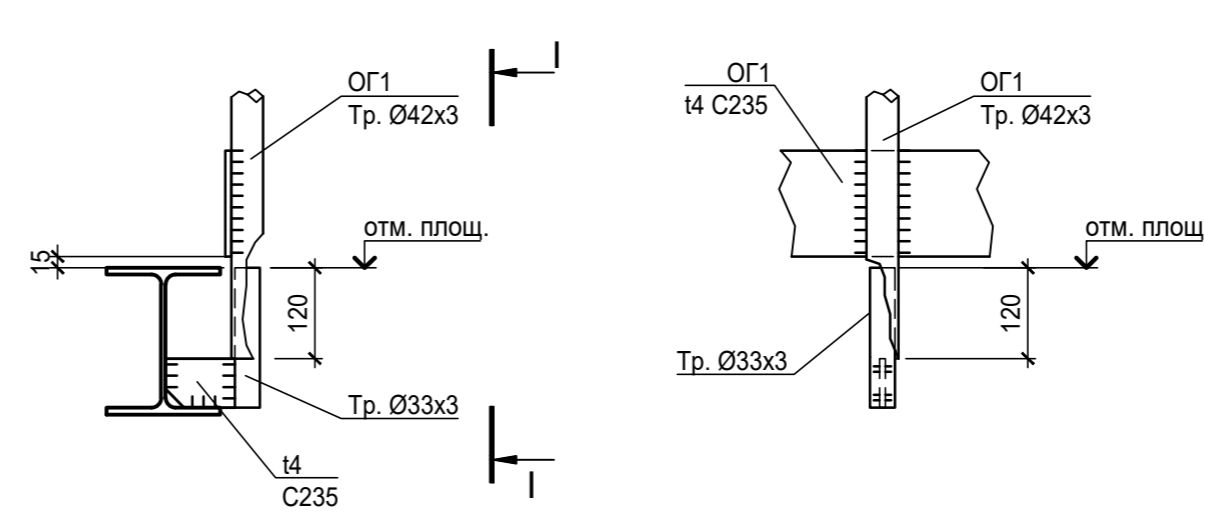 ОГ1
Тр. Ø42х3
I
отм. площ.
15
120
Тр. Ø33х3
t4
С235
I
ОГ1
t4 С235
ОГ1
Тр. Ø42х3
отм. площ
120
Тр. Ø33х3